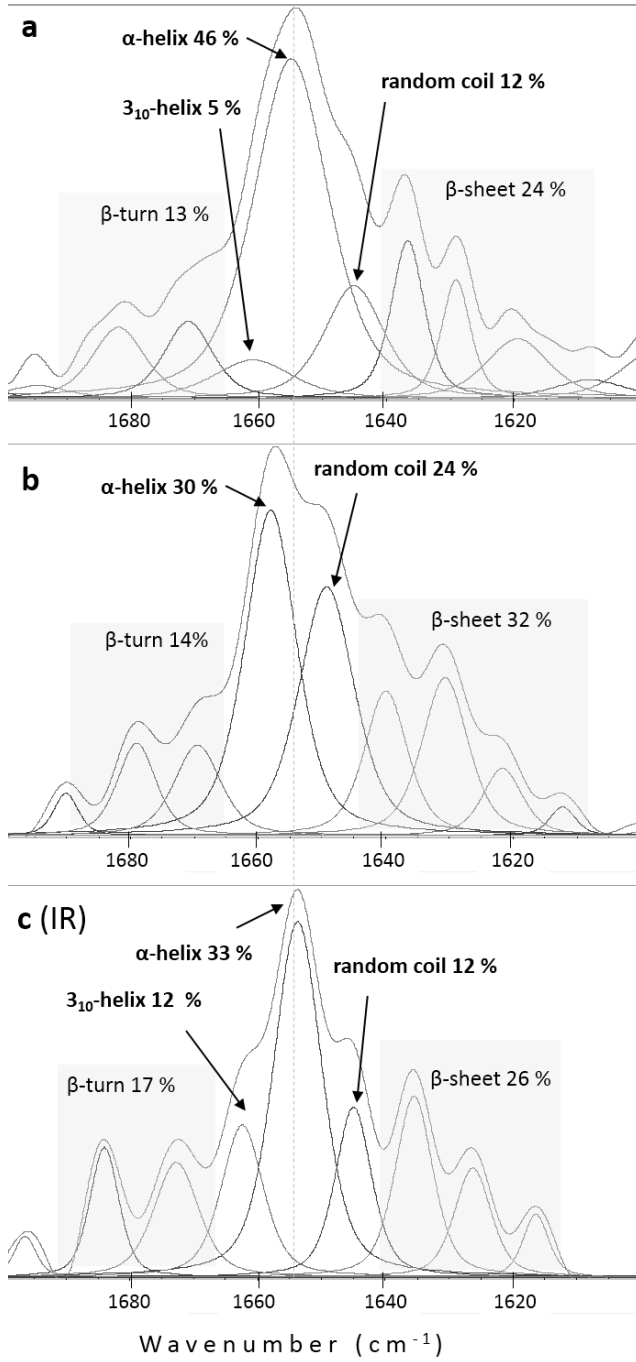 a
α-helix 46 %
random coil 12 %
3₁₀-helix 5 %
β-turn 13 %
β-sheet 24 %
1680 1660 1640 1620
b
α-helix 30 %
random coil 24 %
β-turn 14%
β-sheet 32 %
1680 1660 1640 1620
c (IR)
α-helix 33 %
random coil 12 %
3₁₀-helix 12 %
β-turn 17 %
β-sheet 26 %
1680 1660 1640 1620
Wavenumber (cm⁻¹)